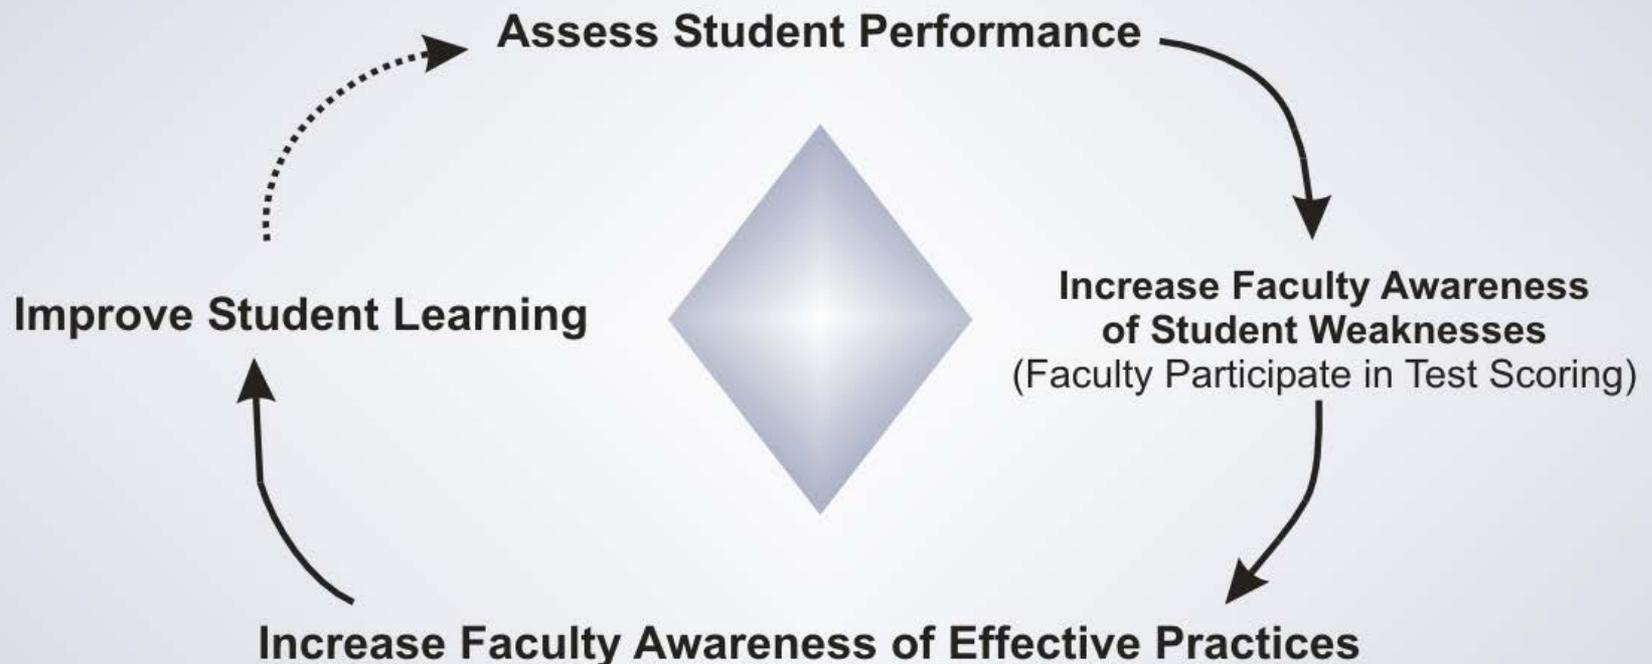 Assess Student Performance
Increase Faculty Awareness
of Student Weaknesses
(Faculty Participate in Test Scoring)
Improve Student Learning
Increase Faculty Awareness of Effective Practices